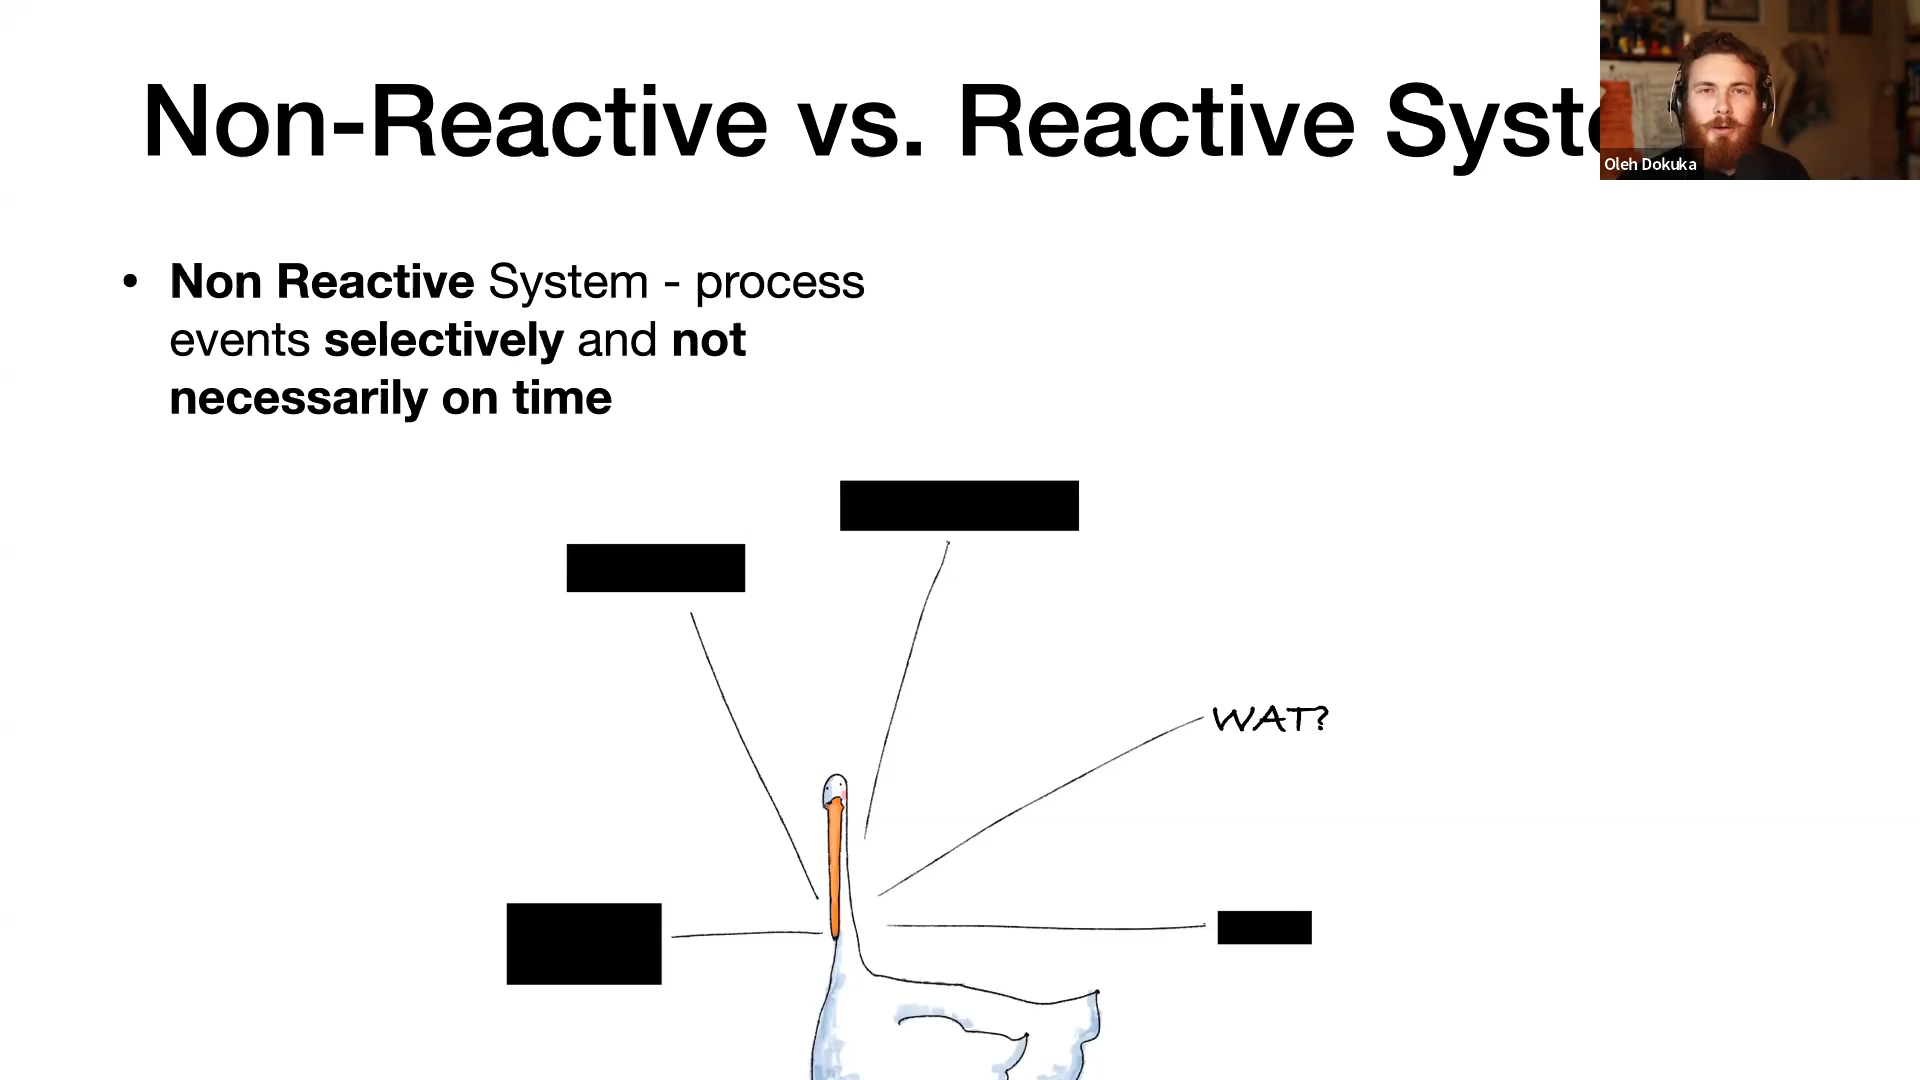 Non-Reactive vs. Reactive Syst
Oleh Dokuka
• Non Reactive System - process
events selectively and not
necessarily on time
WAT?